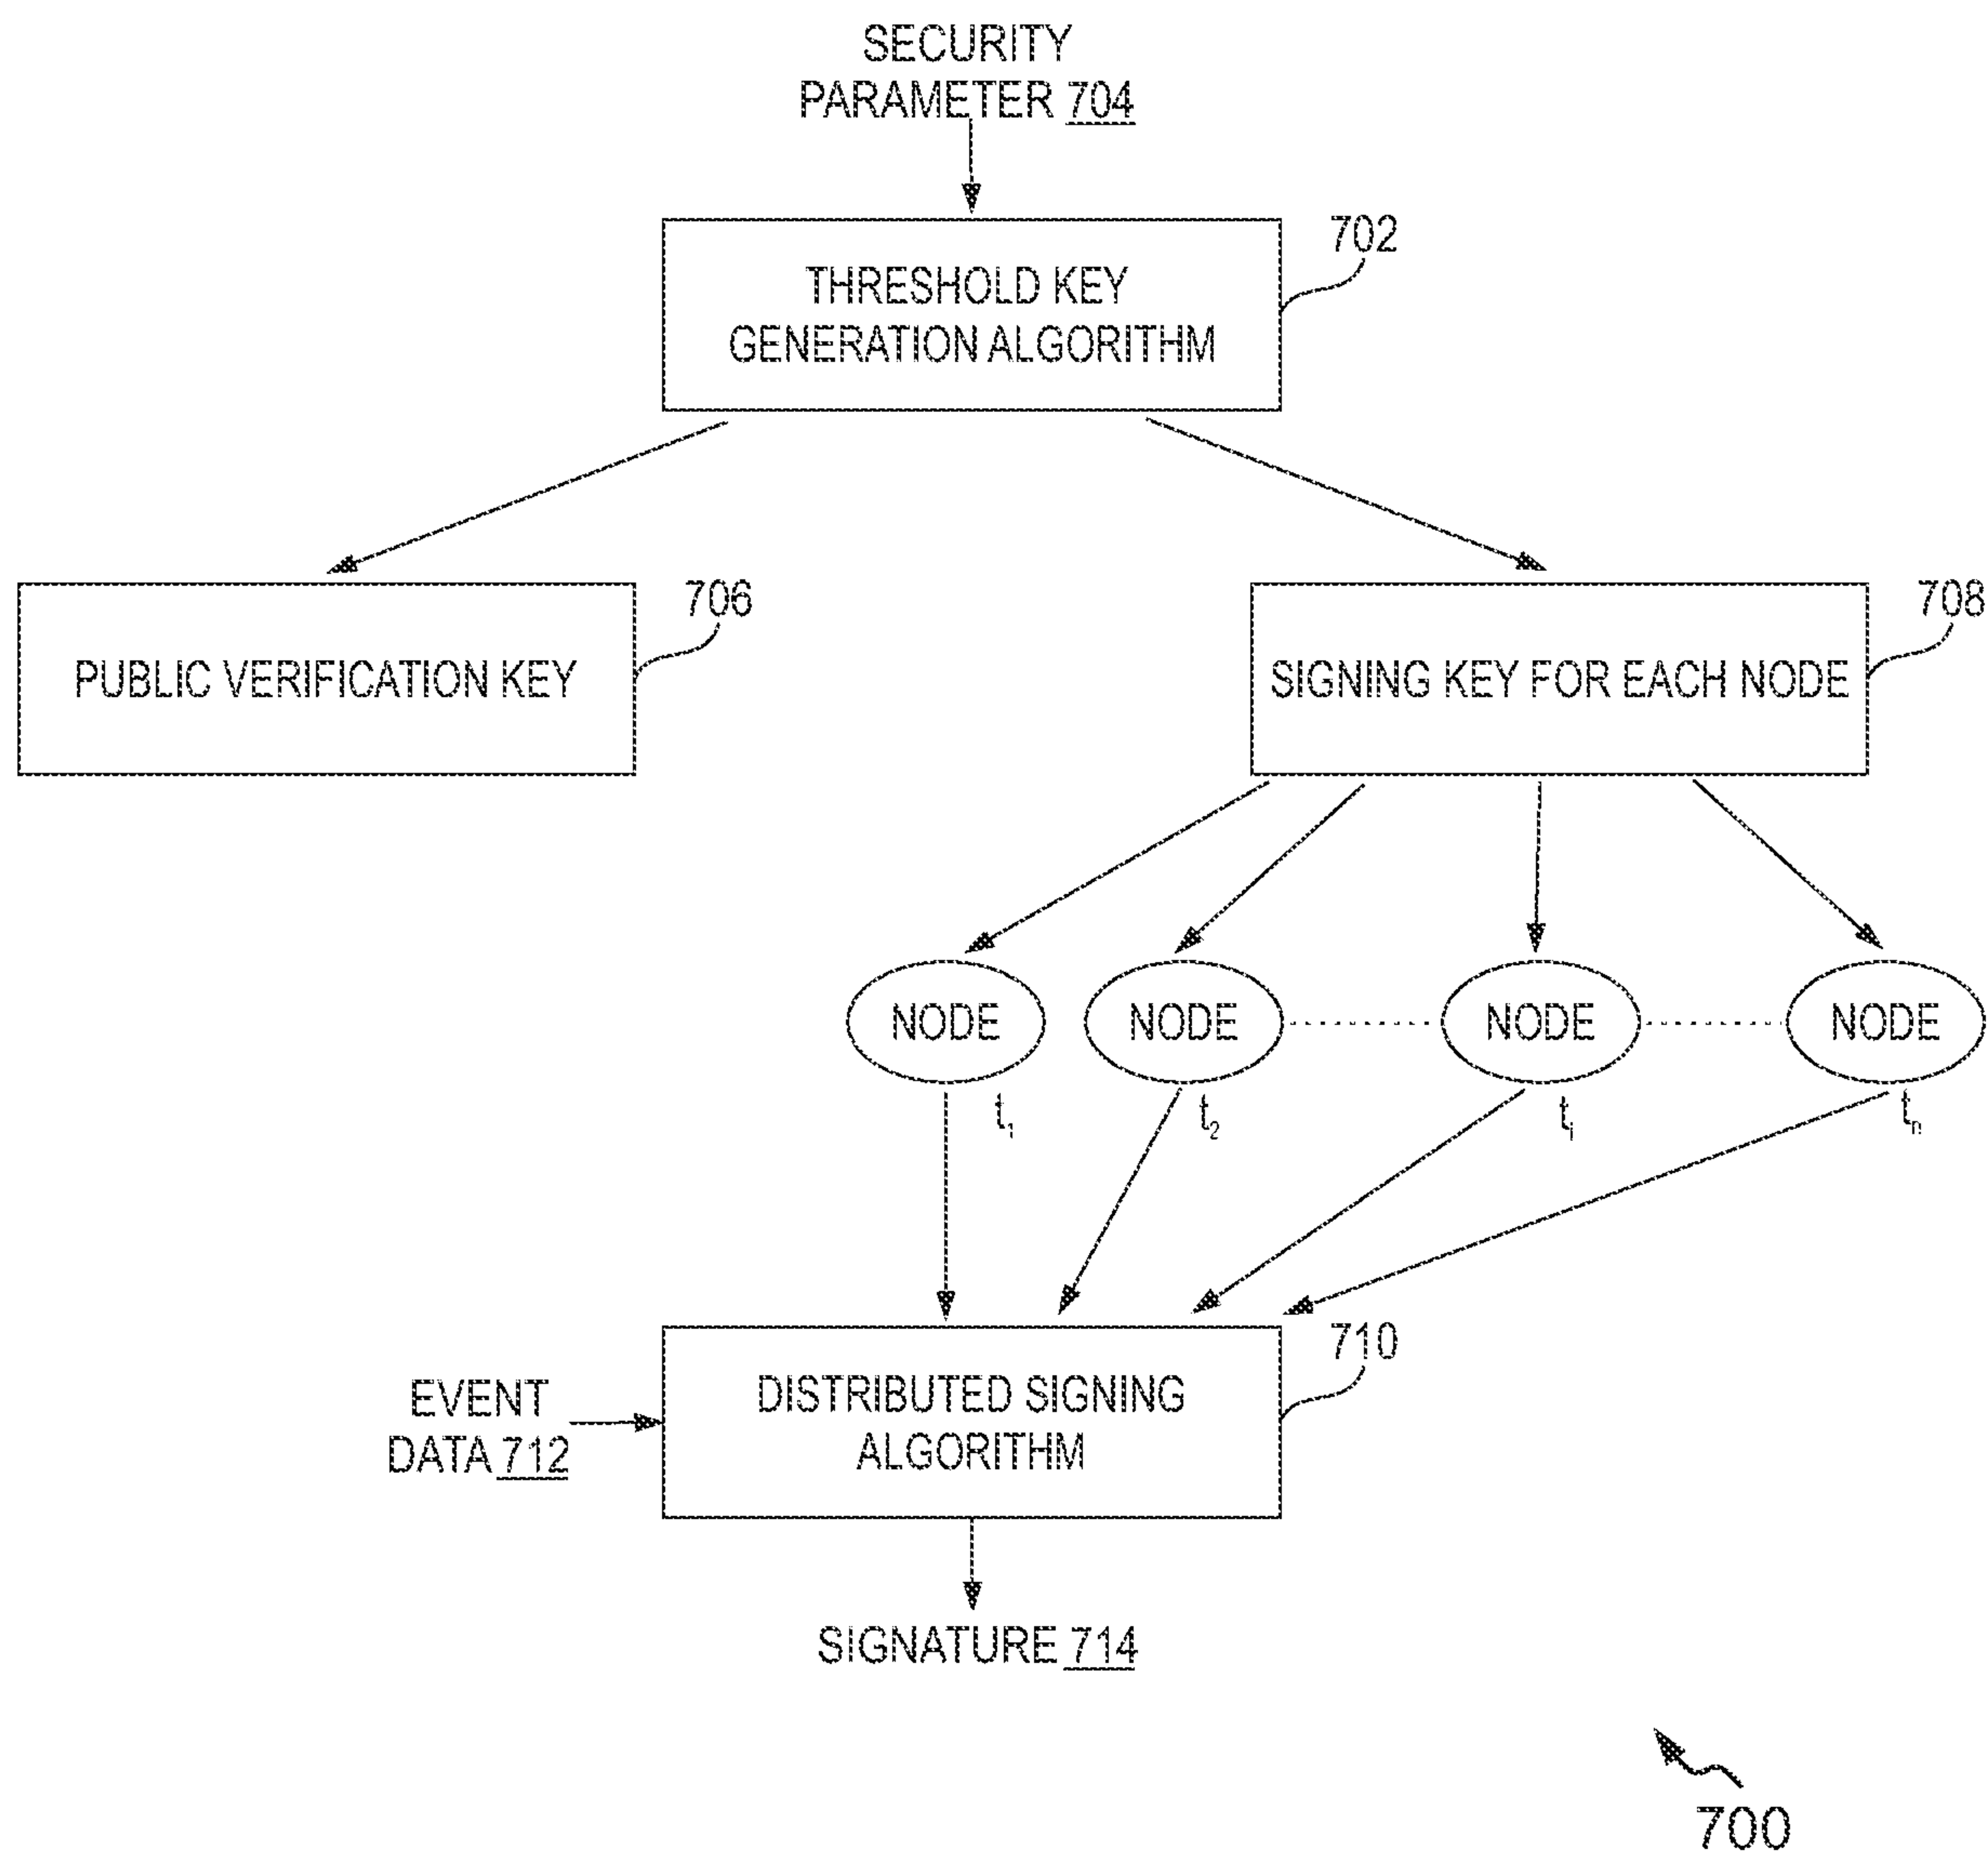 SECURITY
PARAMETER 704
702
THRESHOLD KEY
GENERATION ALGORITHM
706
PUBLIC VERIFICATION KEY
708
SIGNING KEY FOR EACH NODE
NODE NODE NODE NODE
t1 t2 ti tn
710
DISTRIBUTED SIGNING
ALGORITHM
EVENT
DATA 712
SIGNATURE 714
700